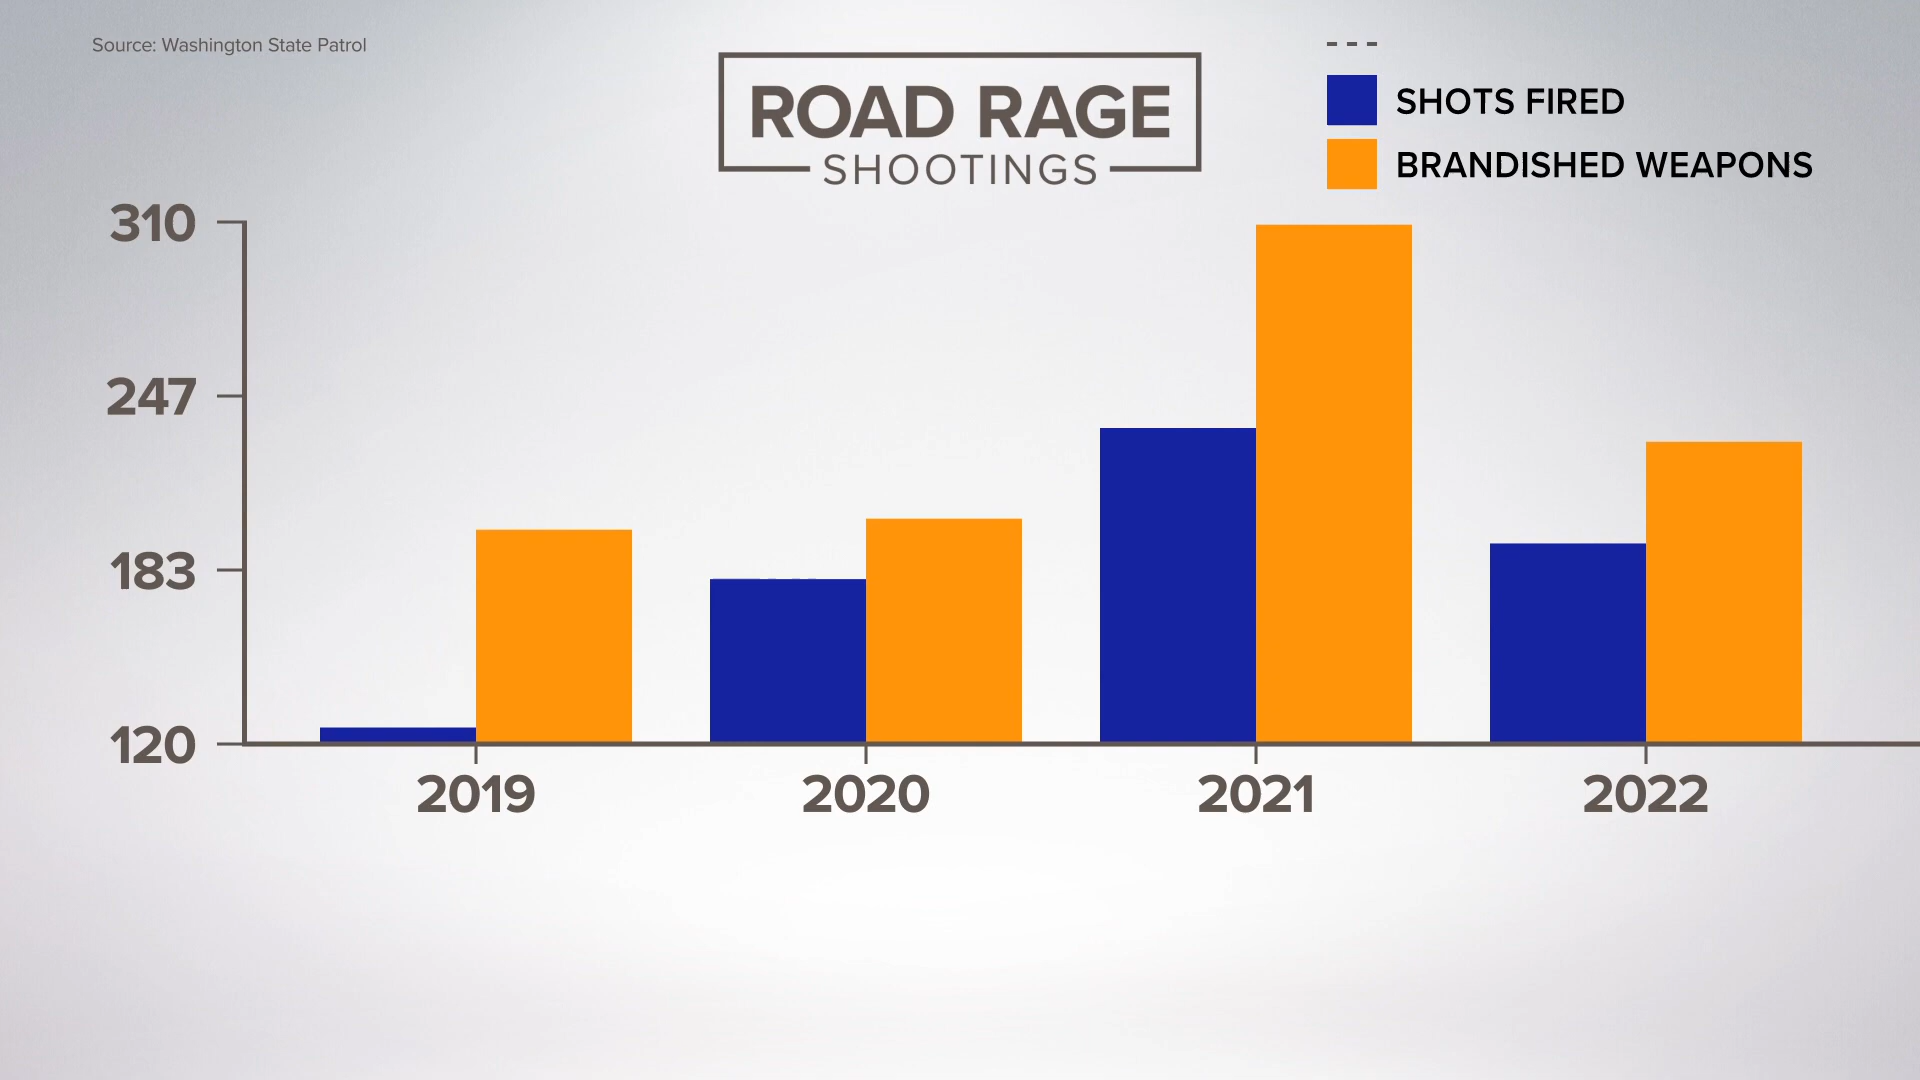 Source: Washington State Patrol
ROAD RAGE
SHOOTINGS
SHOTS FIRED
BRANDISHED WEAPONS
310
247
183
120
2019
2020
2021
2022